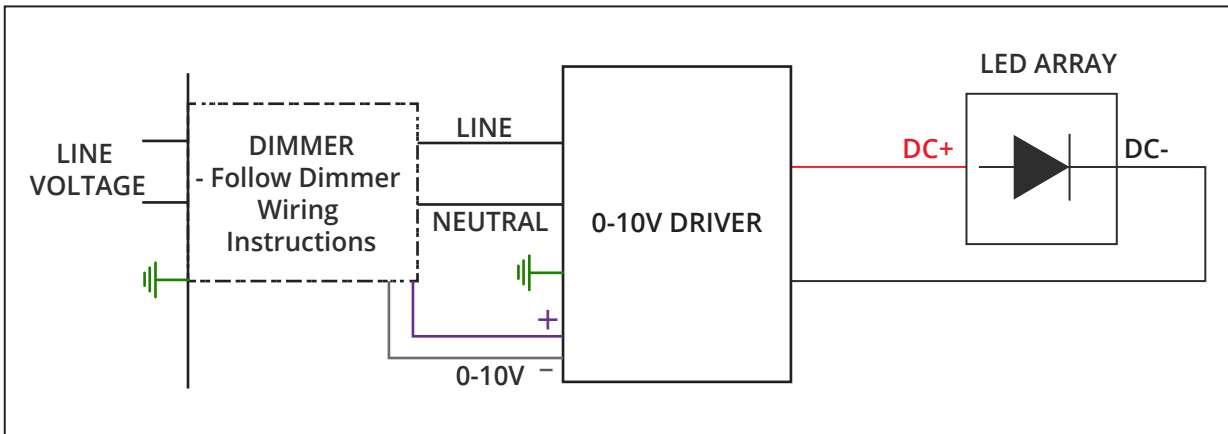 LED ARRAY
LINE
VOLTAGE
DIMMER
- Follow Dimmer
Wiring
Instructions
LINE
NEUTRAL
+
0-10V −
0-10V DRIVER
DC+
DC-